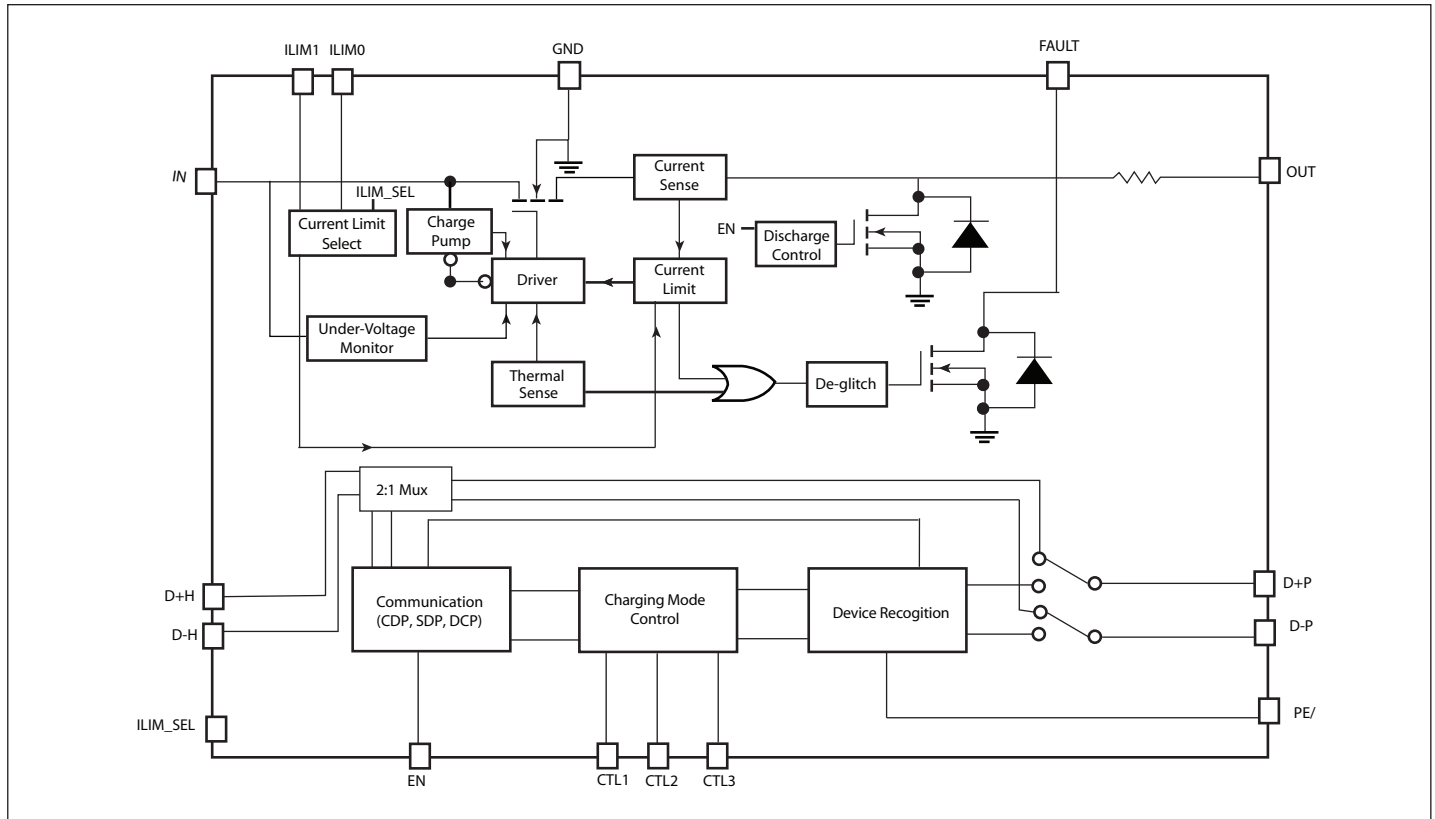 ILIM1 ILIM0
GND
FAULT
IN
OUT
ILIM_SEL
Current Limit
Select
Charge
Pump
Current
Sense
EN
Discharge
Control
Driver
Current
Limit
Under-Voltage
Monitor
Thermal
Sense
De-glitch
2:1 Mux
D+H
D-H
Communication
(CDP, SDP, DCP)
Charging Mode
Control
Device Recogition
D+P
D-P
ILIM_SEL
PE/
EN
CTL1
CTL2
CTL3